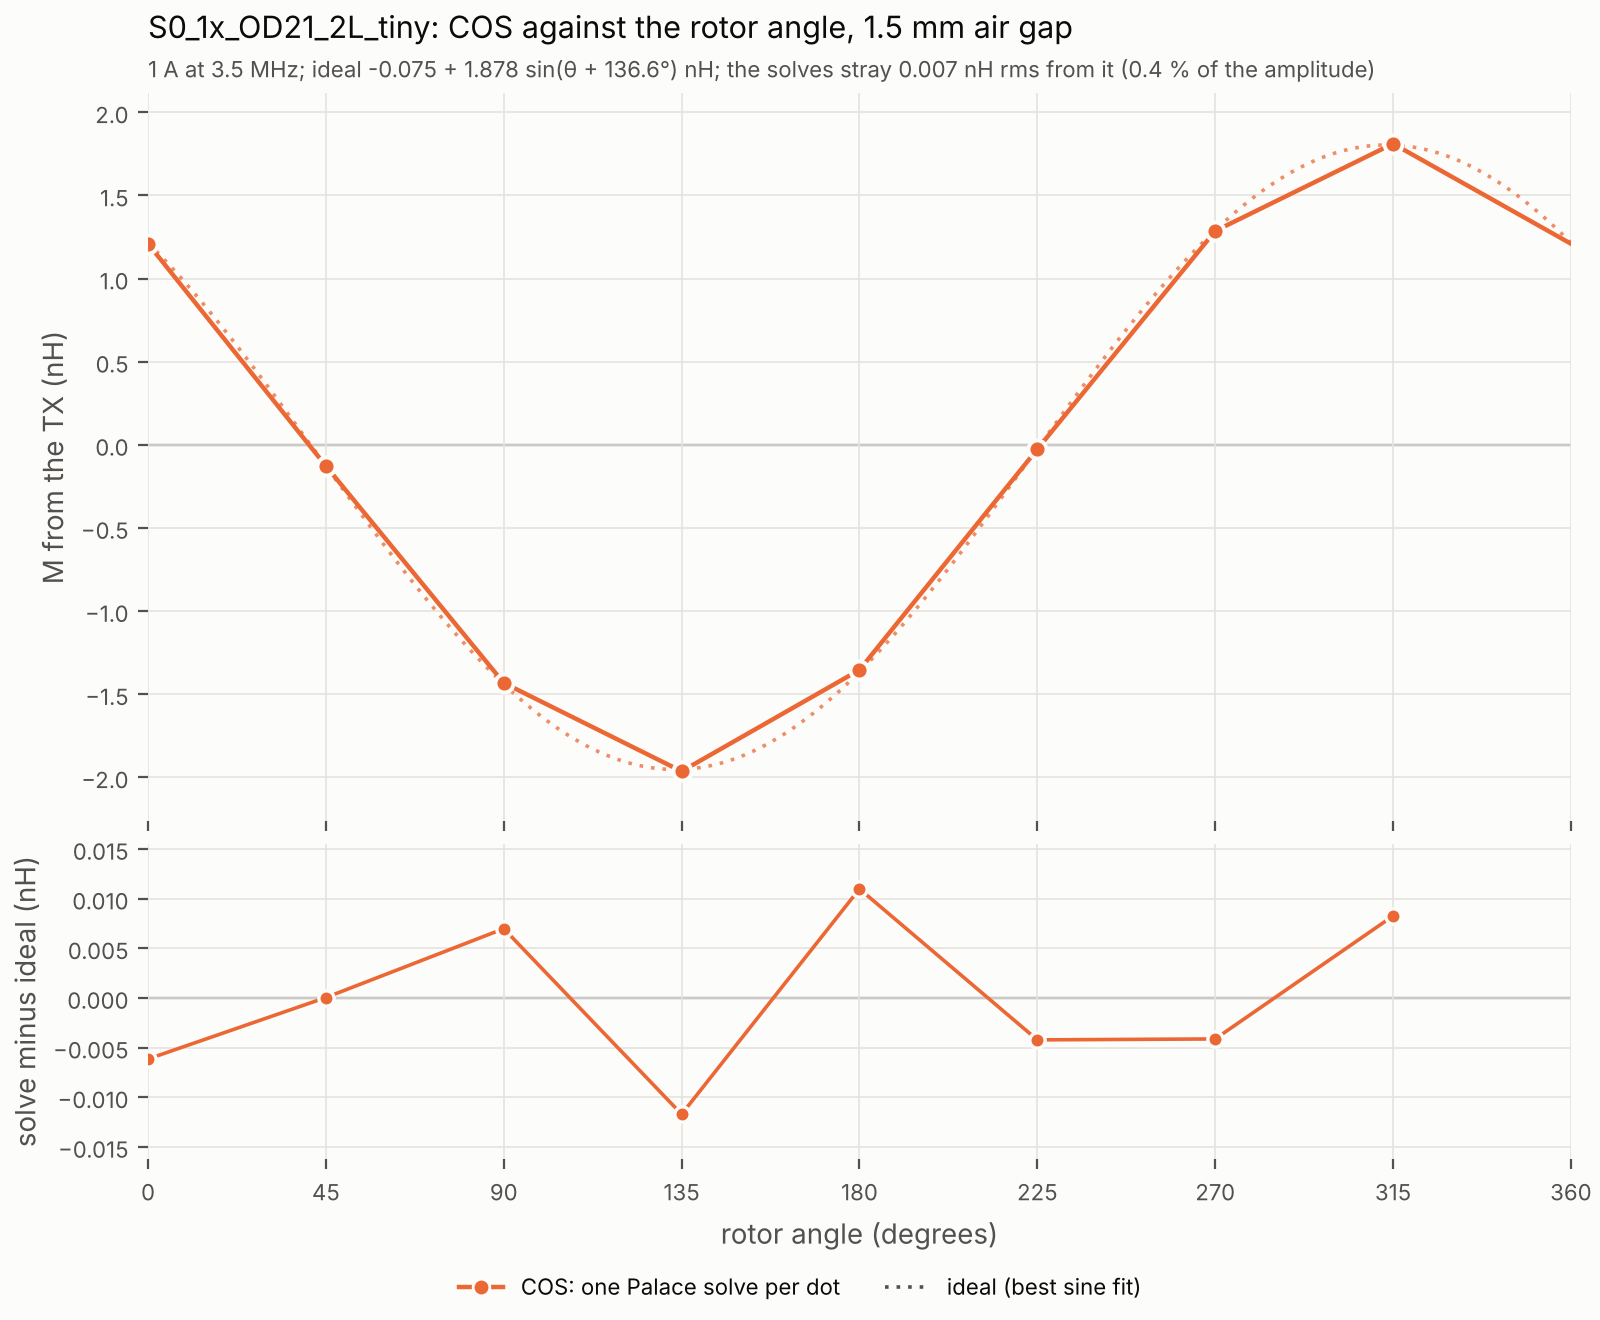 S0_1x_OD21_2L_tiny: COS against the rotor angle, 1.5 mm air gap
1 A at 3.5 MHz; ideal -0.075 + 1.878 sin(θ + 136.6°) nH; the solves stray 0.007 nH rms from it (0.4 % of the amplitude)
M from the TX (nH)
2.0
1.5
1.0
0.5
0.0
−0.5
−1.0
−1.5
−2.0
solve minus ideal (nH)
0.015
0.010
0.005
0.000
−0.005
−0.010
−0.015
0 45 90 135 180 225 270 315 360
rotor angle (degrees)
COS: one Palace solve per dot ideal (best sine fit)